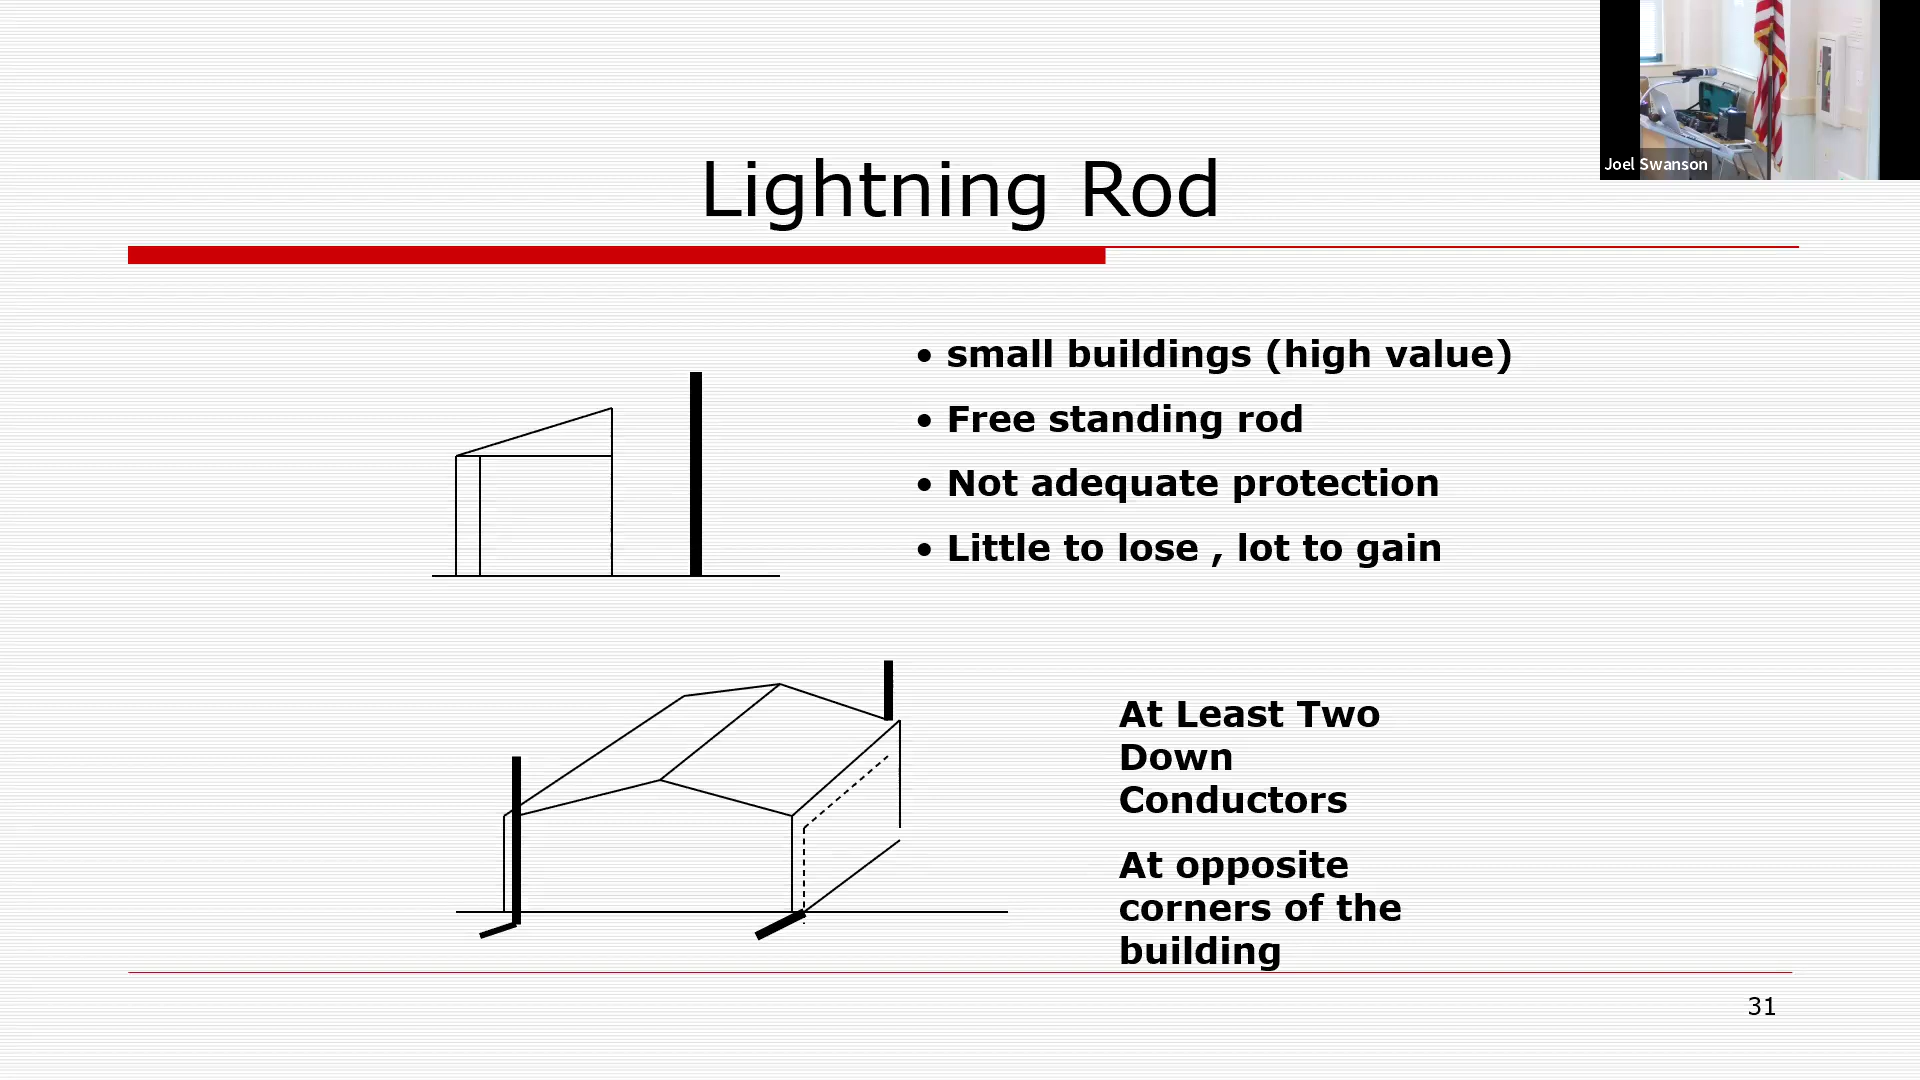 Joel Swanson
Lightning Rod
• small buildings (high value)
• Free standing rod
• Not adequate protection
• Little to lose , lot to gain
At Least Two
Down
Conductors
At opposite
corners of the
building
31